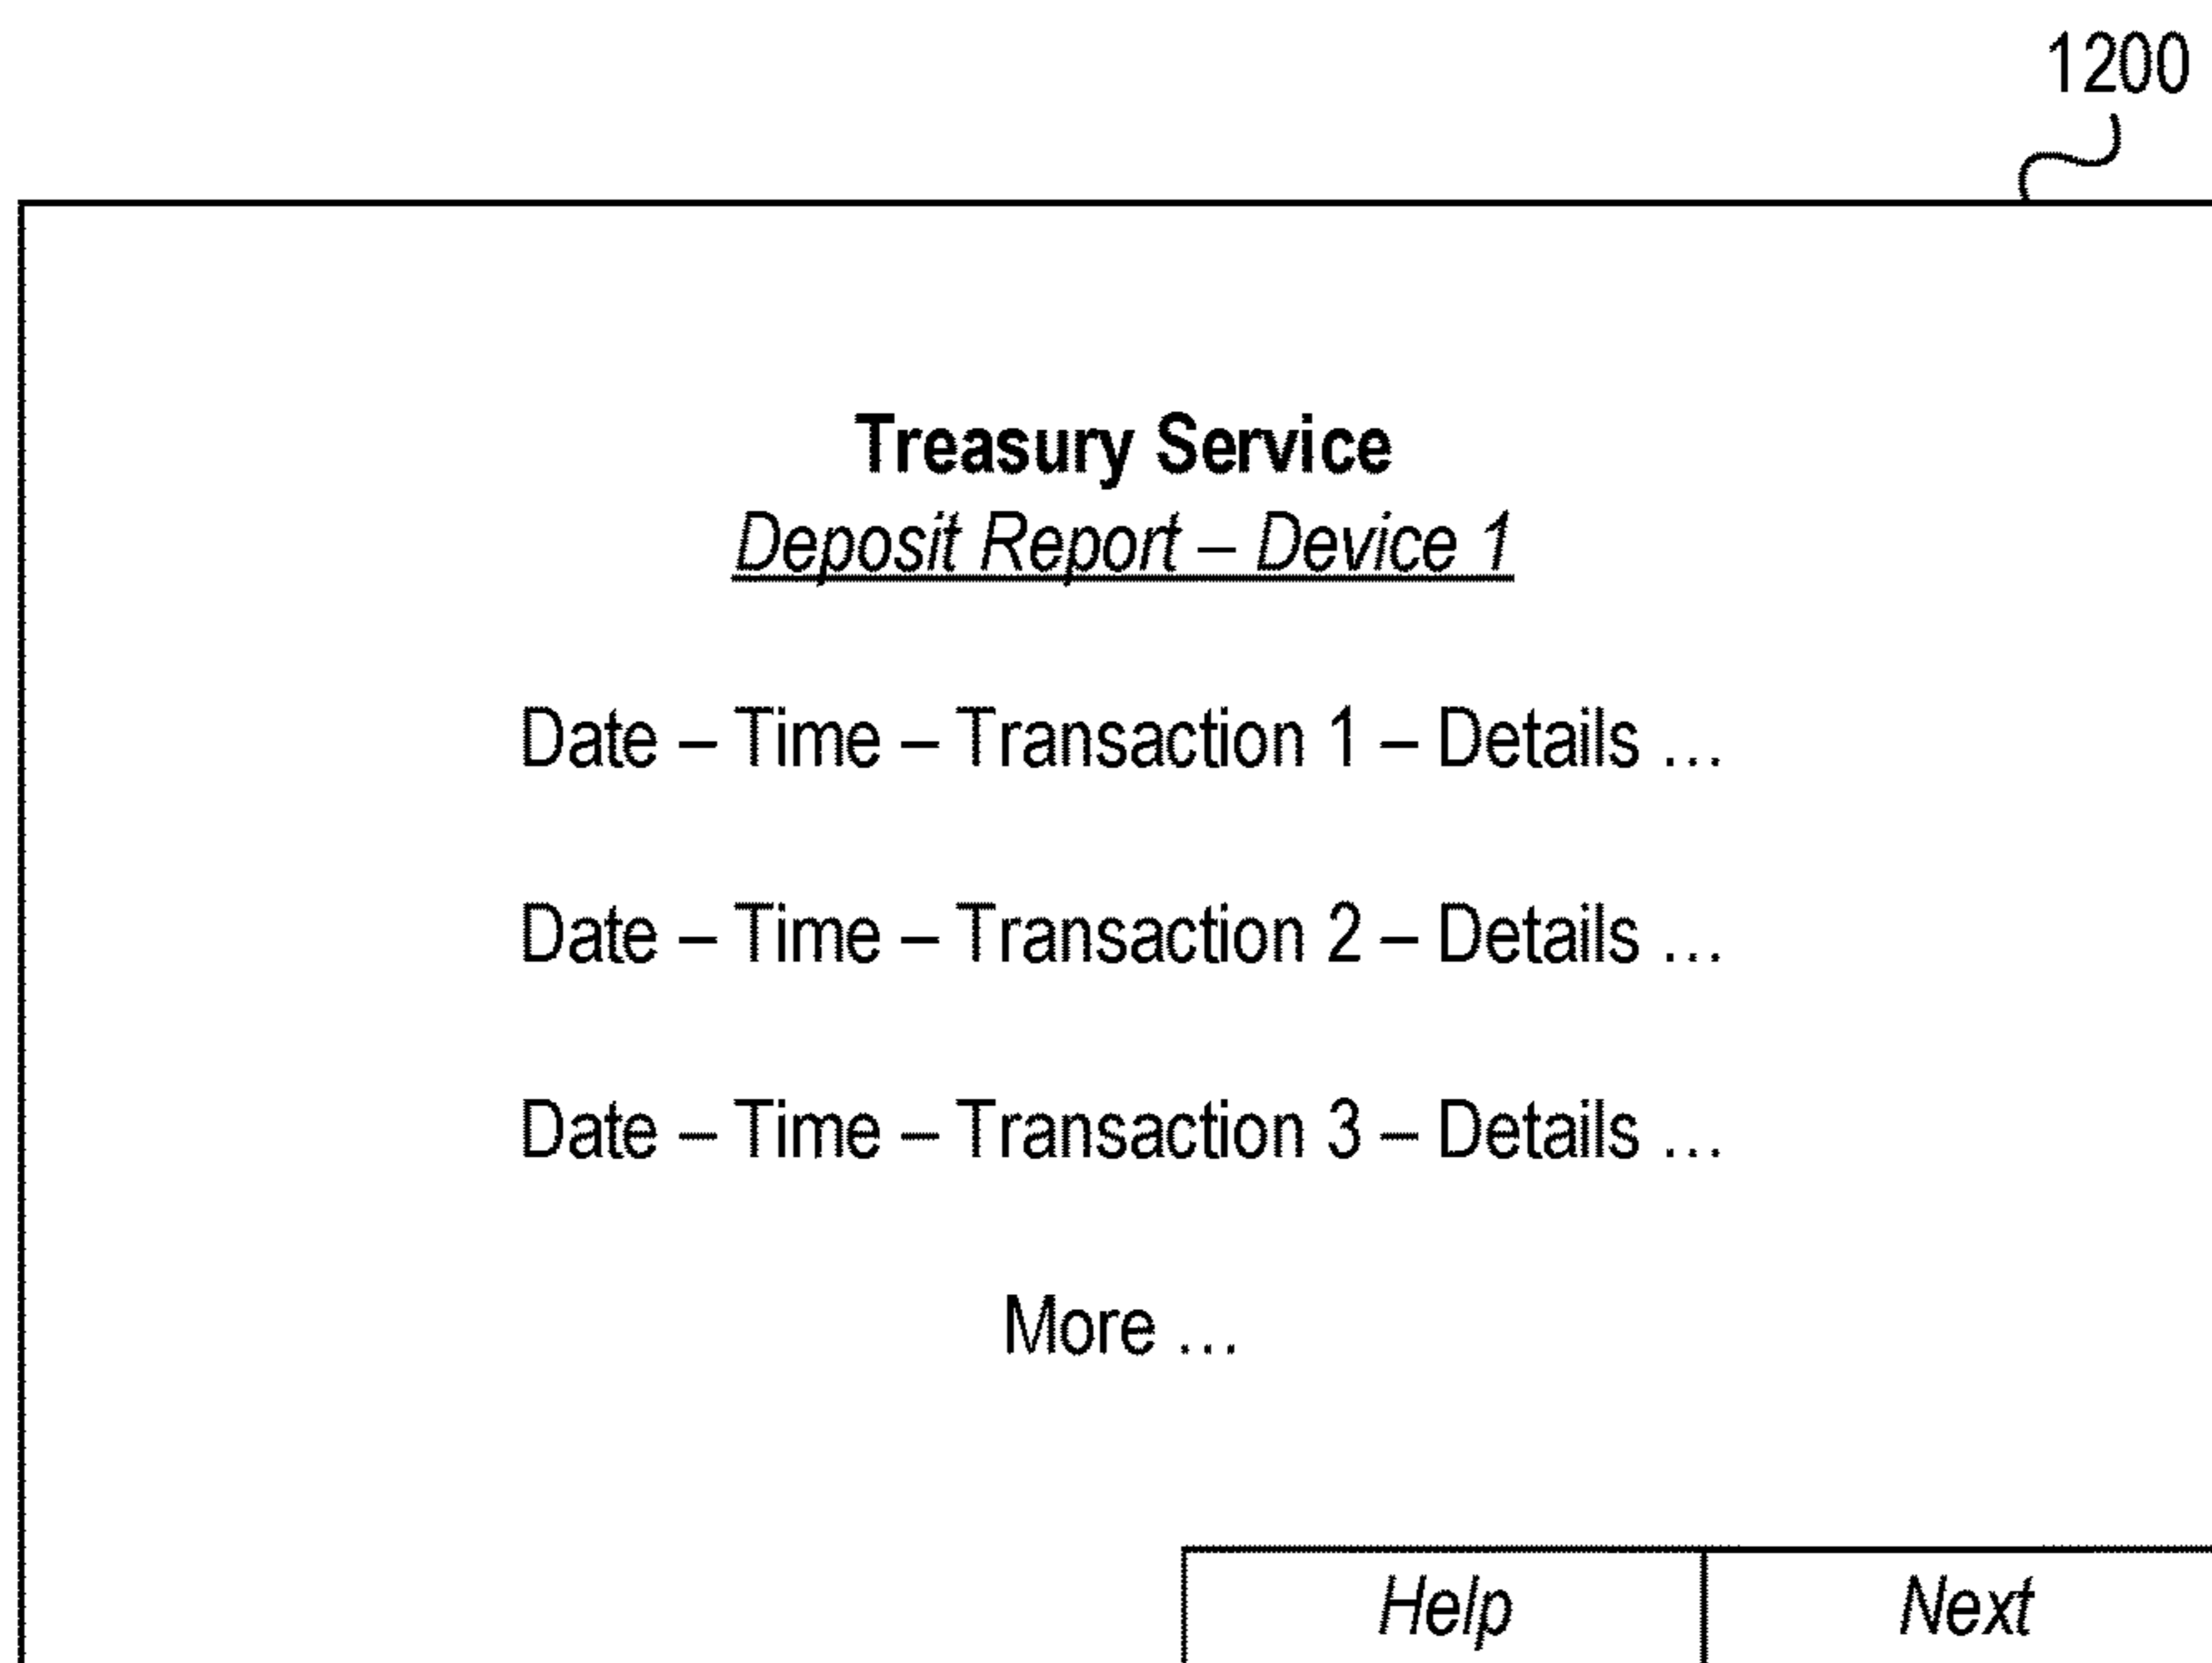 1200
Treasury Service
Deposit Report – Device 1
Date – Time – Transaction 1 – Details ...
Date – Time – Transaction 2 – Details ...
Date – Time – Transaction 3 – Details ...
More ...
Help Next